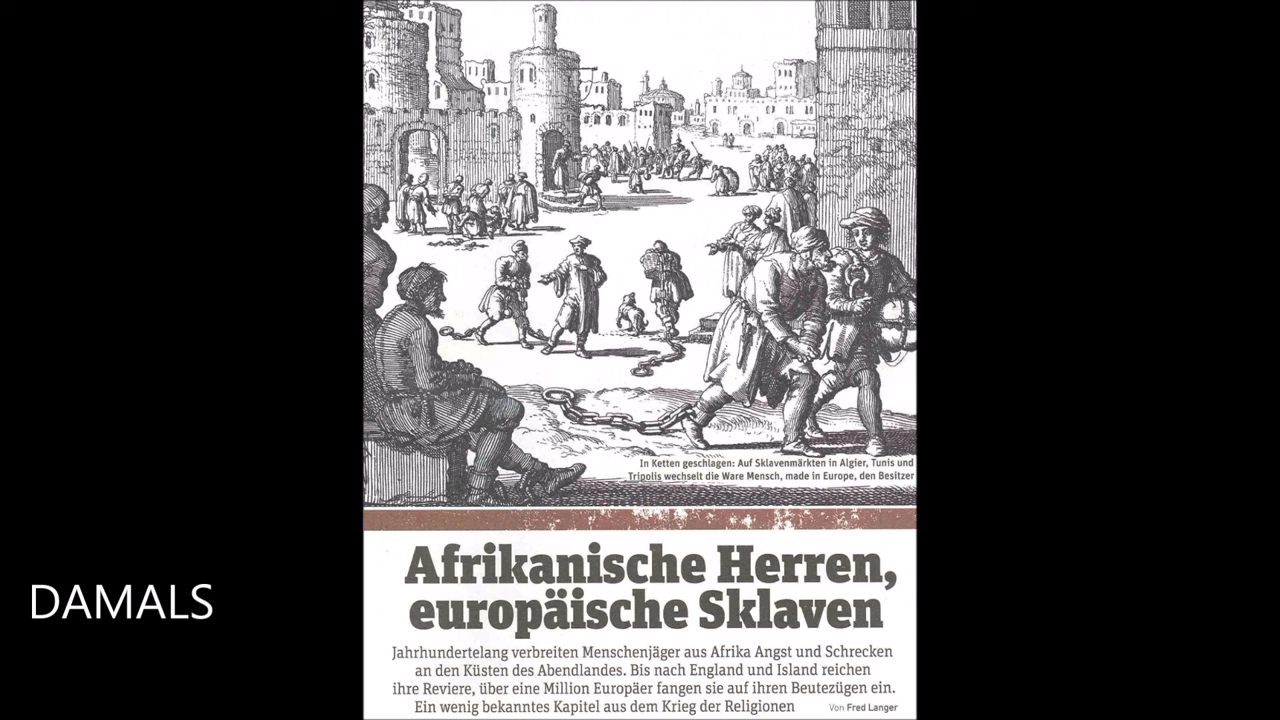 In Ketten geschlagen: Auf Sklavenmärkten in Algier, Tunis und
Tripolis wechselt die Ware Mensch, made in Europe, den Besitzer
Afrikanische Herren,
europäische Sklaven
DAMALS
Jahrhundertelang verbreiten Menschenjäger aus Afrika Angst und Schrecken
an den Küsten des Abendlandes. Bis nach England und Island reichen
ihre Reviere, über eine Million Europäer fangen sie auf ihren Beutezügen ein.
Ein wenig bekanntes Kapitel aus dem Krieg der Religionen Von Fred Langer